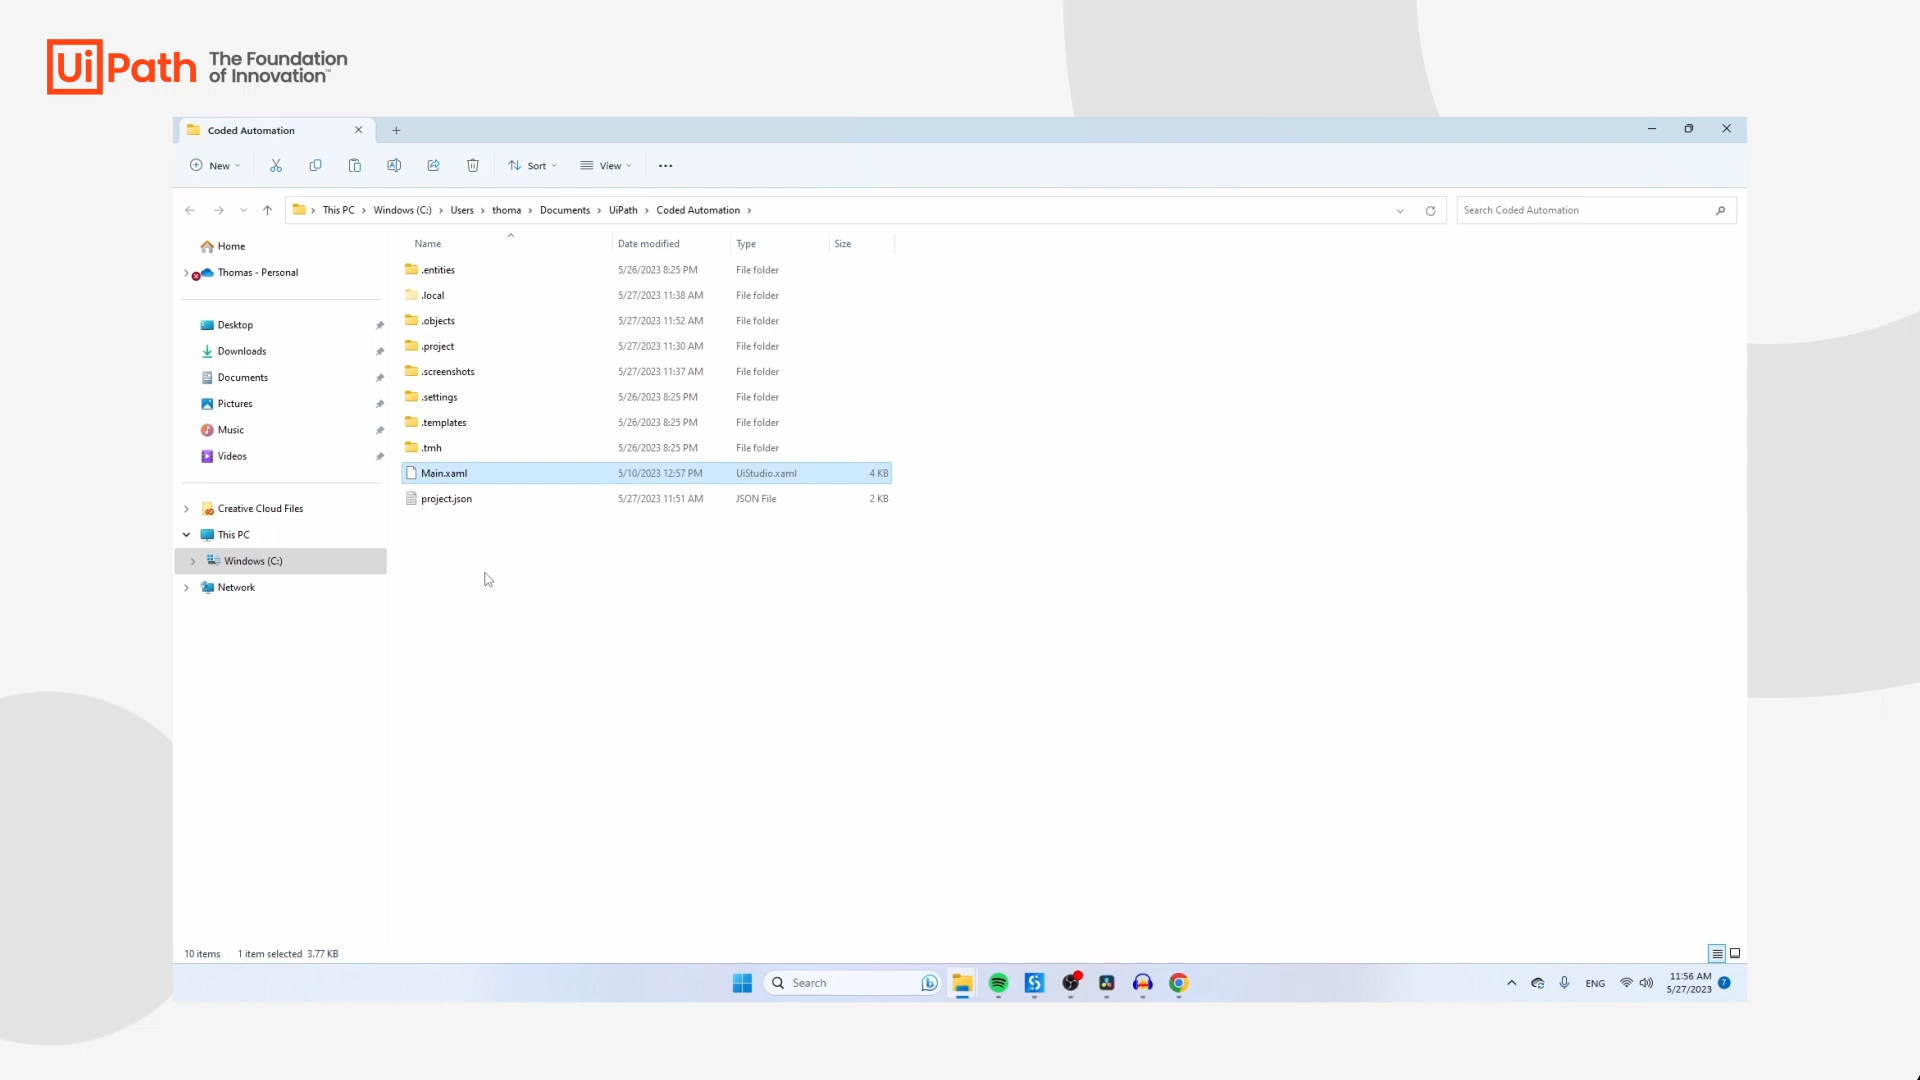 UiPath The Foundation
of Innovation™
Coded Automation
New
Sort
View
This PC > Windows (C:) > Users > thoma > Documents > UiPath > Coded Automation >
Search Coded Automation
Name Date modified Type Size
Home
Thomas - Personal
Desktop
Downloads
Documents
Pictures
Music
Videos
Creative Cloud Files
This PC
Windows (C:)
Network
.entities 5/26/2023 8:25 PM File folder
.local 5/27/2023 11:38 AM File folder
.objects 5/27/2023 11:52 AM File folder
.project 5/27/2023 11:30 AM File folder
.screenshots 5/27/2023 11:37 AM File folder
.settings 5/26/2023 8:25 PM File folder
.templates 5/26/2023 8:25 PM File folder
.tmh 5/26/2023 8:25 PM File folder
Main.xaml 5/10/2023 12:57 PM UiStudio.xaml 4 KB
project.json 5/27/2023 11:51 AM JSON File 2 KB
10 items 1 item selected 3.77 KB
Search
ENG
11:56 AM
5/27/2023
7